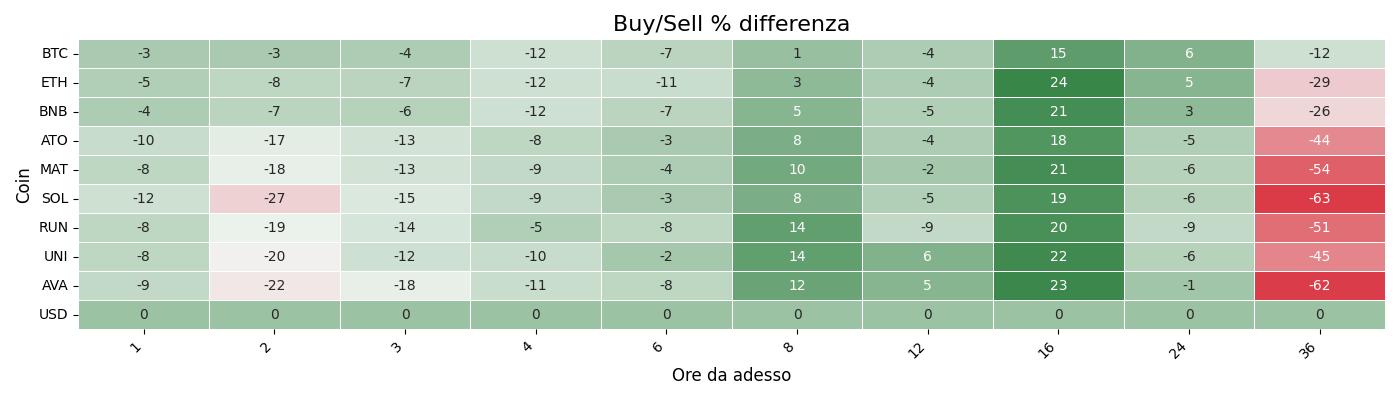 Buy/Sell % differenza
Coin
BTC -3 -3 -4 -12 -7 1 -4 15 6 -12
ETH -5 -8 -7 -12 -11 3 -4 24 5 -29
BNB -4 -7 -6 -12 -7 5 -5 21 3 -26
ATO -10 -17 -13 -8 -3 8 -4 18 -5 -44
MAT -8 -18 -13 -9 -4 10 -2 21 -6 -54
SOL -12 -27 -15 -9 -3 8 -5 19 -6 -63
RUN -8 -19 -14 -5 -8 14 -9 20 -9 -51
UNI -8 -20 -12 -10 -2 14 6 22 -6 -45
AVA -9 -22 -18 -11 -8 12 5 23 -1 -62
USD 0 0 0 0 0 0 0 0 0 0
1 2 3 4 6 8 12 16 24 36
Ore da adesso